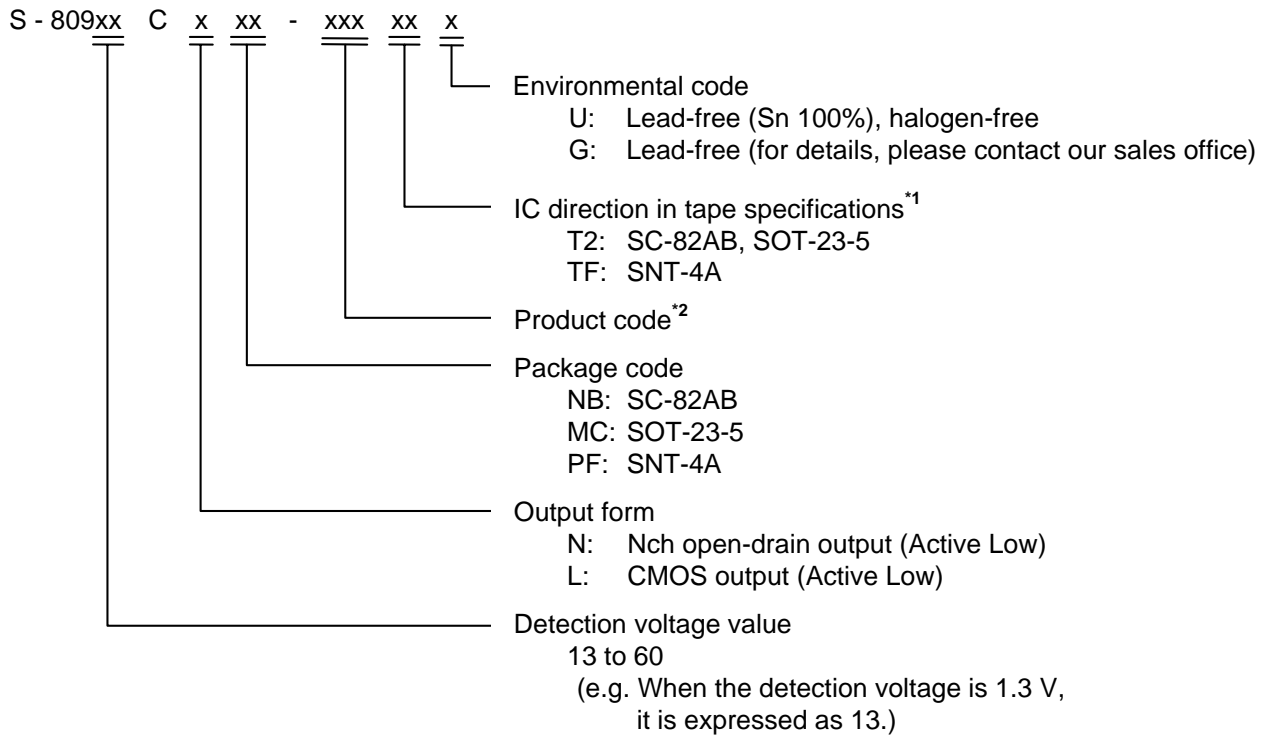 S - 809xx C x xx - xxx xx x
Environmental code
U: Lead-free (Sn 100%), halogen-free
G: Lead-free (for details, please contact our sales office)
IC direction in tape specifications*1
T2: SC-82AB, SOT-23-5
TF: SNT-4A
Product code*2
Package code
NB: SC-82AB
MC: SOT-23-5
PF: SNT-4A
Output form
N: Nch open-drain output (Active Low)
L: CMOS output (Active Low)
Detection voltage value
13 to 60
(e.g. When the detection voltage is 1.3 V,
it is expressed as 13.)